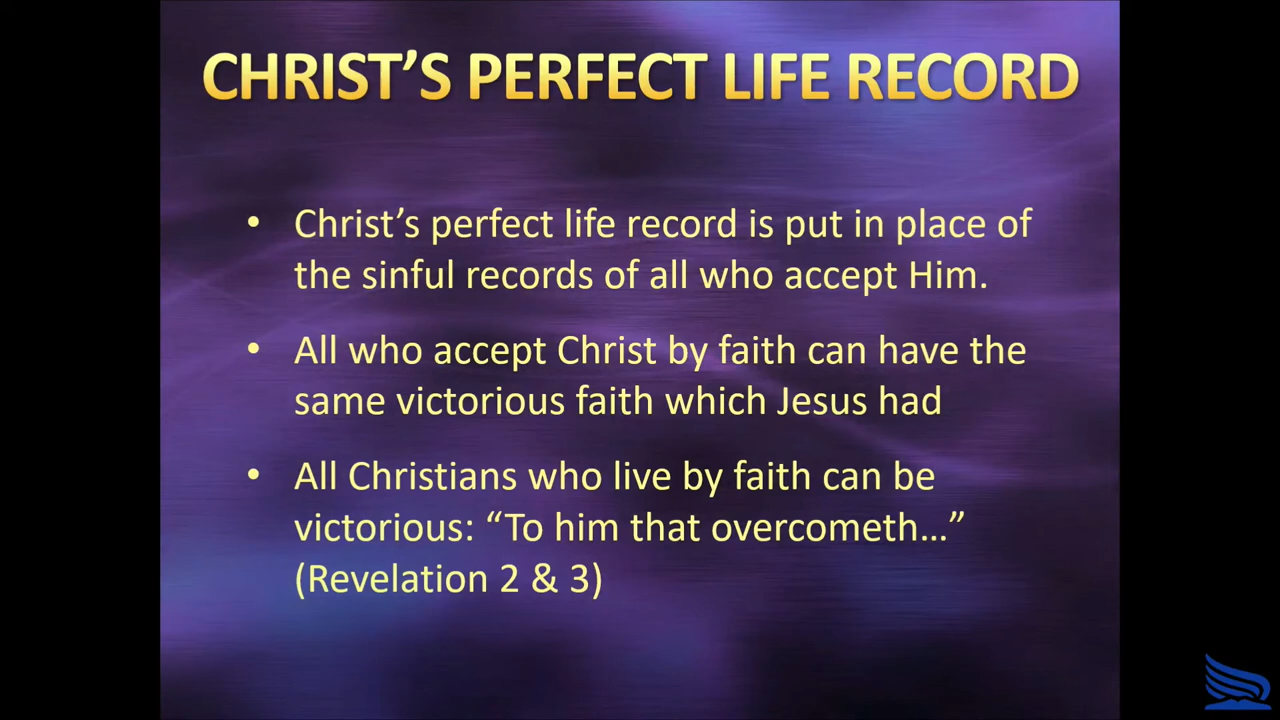 CHRIST’S PERFECT LIFE RECORD
• Christ’s perfect life record is put in place of
the sinful records of all who accept Him.
• All who accept Christ by faith can have the
same victorious faith which Jesus had
• All Christians who live by faith can be
victorious: “To him that overcometh…”
(Revelation 2 & 3)